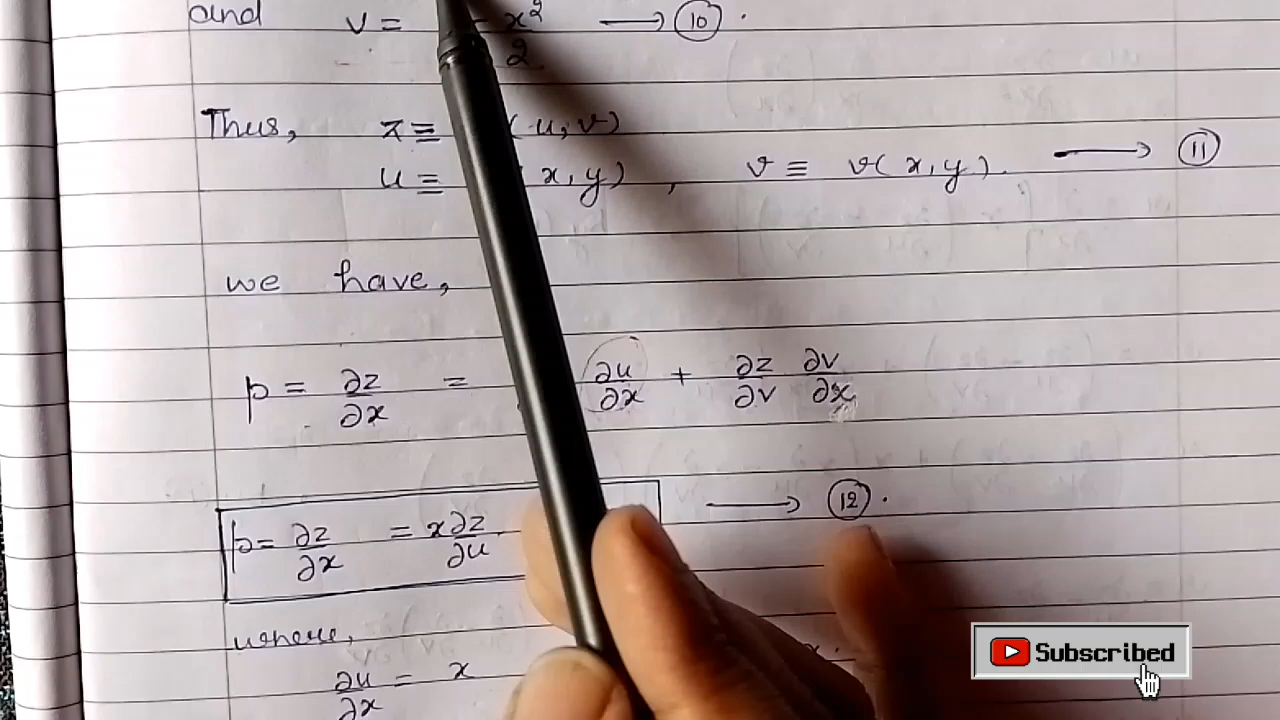 and v = - x²/2 → ⑩ .
Thus, z ≡ (u, v)
u ≡ (x, y) , v ≡ v(x, y). → ⑪
we have,
p = ∂z/∂x = ∂u/∂x + ∂z/∂v ∂v/∂x
p = ∂z/∂x = x ∂z/∂u → ⑫ .
where,
∂u/∂x = x
Subscribed